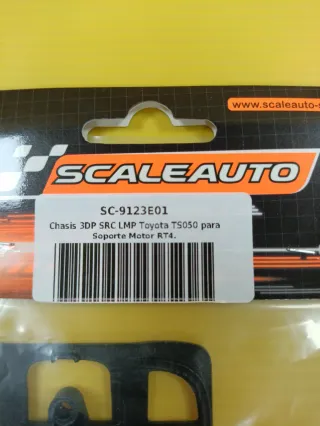 www.scaleauto-s
SCALEAUTO
SC-9123E01
Chasis 3DP SRC LMP Toyota TS050 para
Soporte Motor RT4.